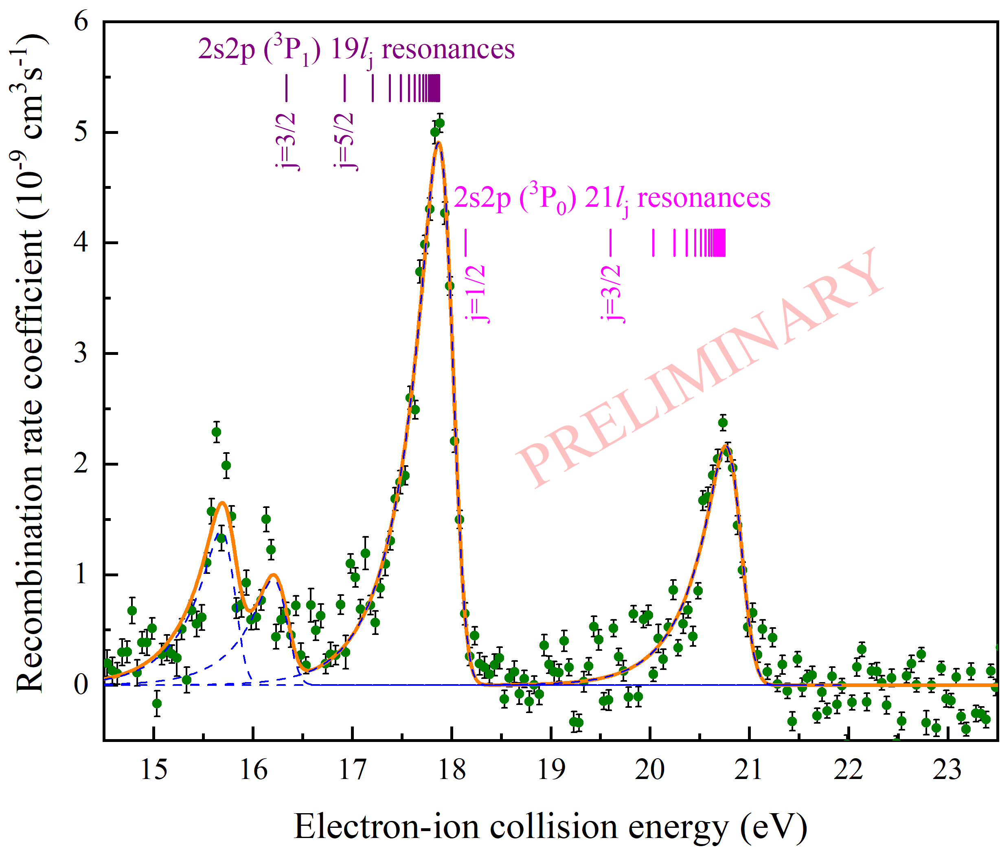 Recombination rate coefficient (10⁻⁹ cm³s⁻¹)
6
5
4
3
2
1
0
2s2p (³P₁) 19lⱼ resonances
j=3/2
j=5/2
2s2p (³P₀) 21lⱼ resonances
j=1/2
j=3/2
PRELIMINARY
15 16 17 18 19 20 21 22 23
Electron-ion collision energy (eV)